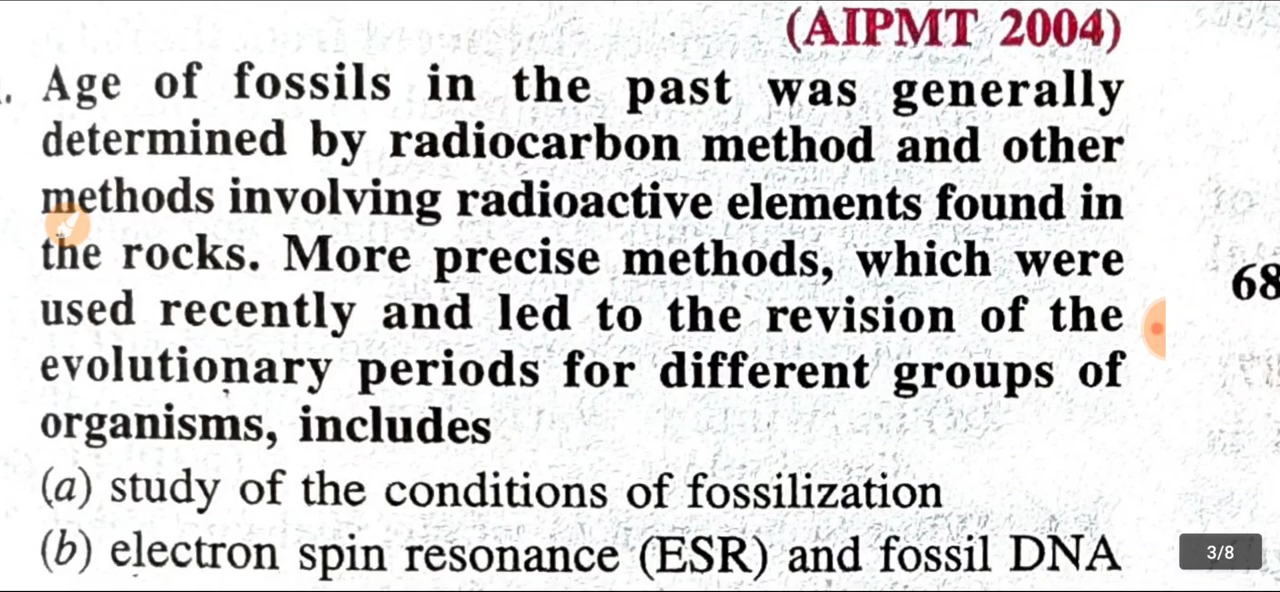 (AIPMT 2004)
. Age of fossils in the past was generally
determined by radiocarbon method and other
methods involving radioactive elements found in
the rocks. More precise methods, which were
used recently and led to the revision of the
evolutionary periods for different groups of
organisms, includes
(a) study of the conditions of fossilization
(b) electron spin resonance (ESR) and fossil DNA
68
3/8